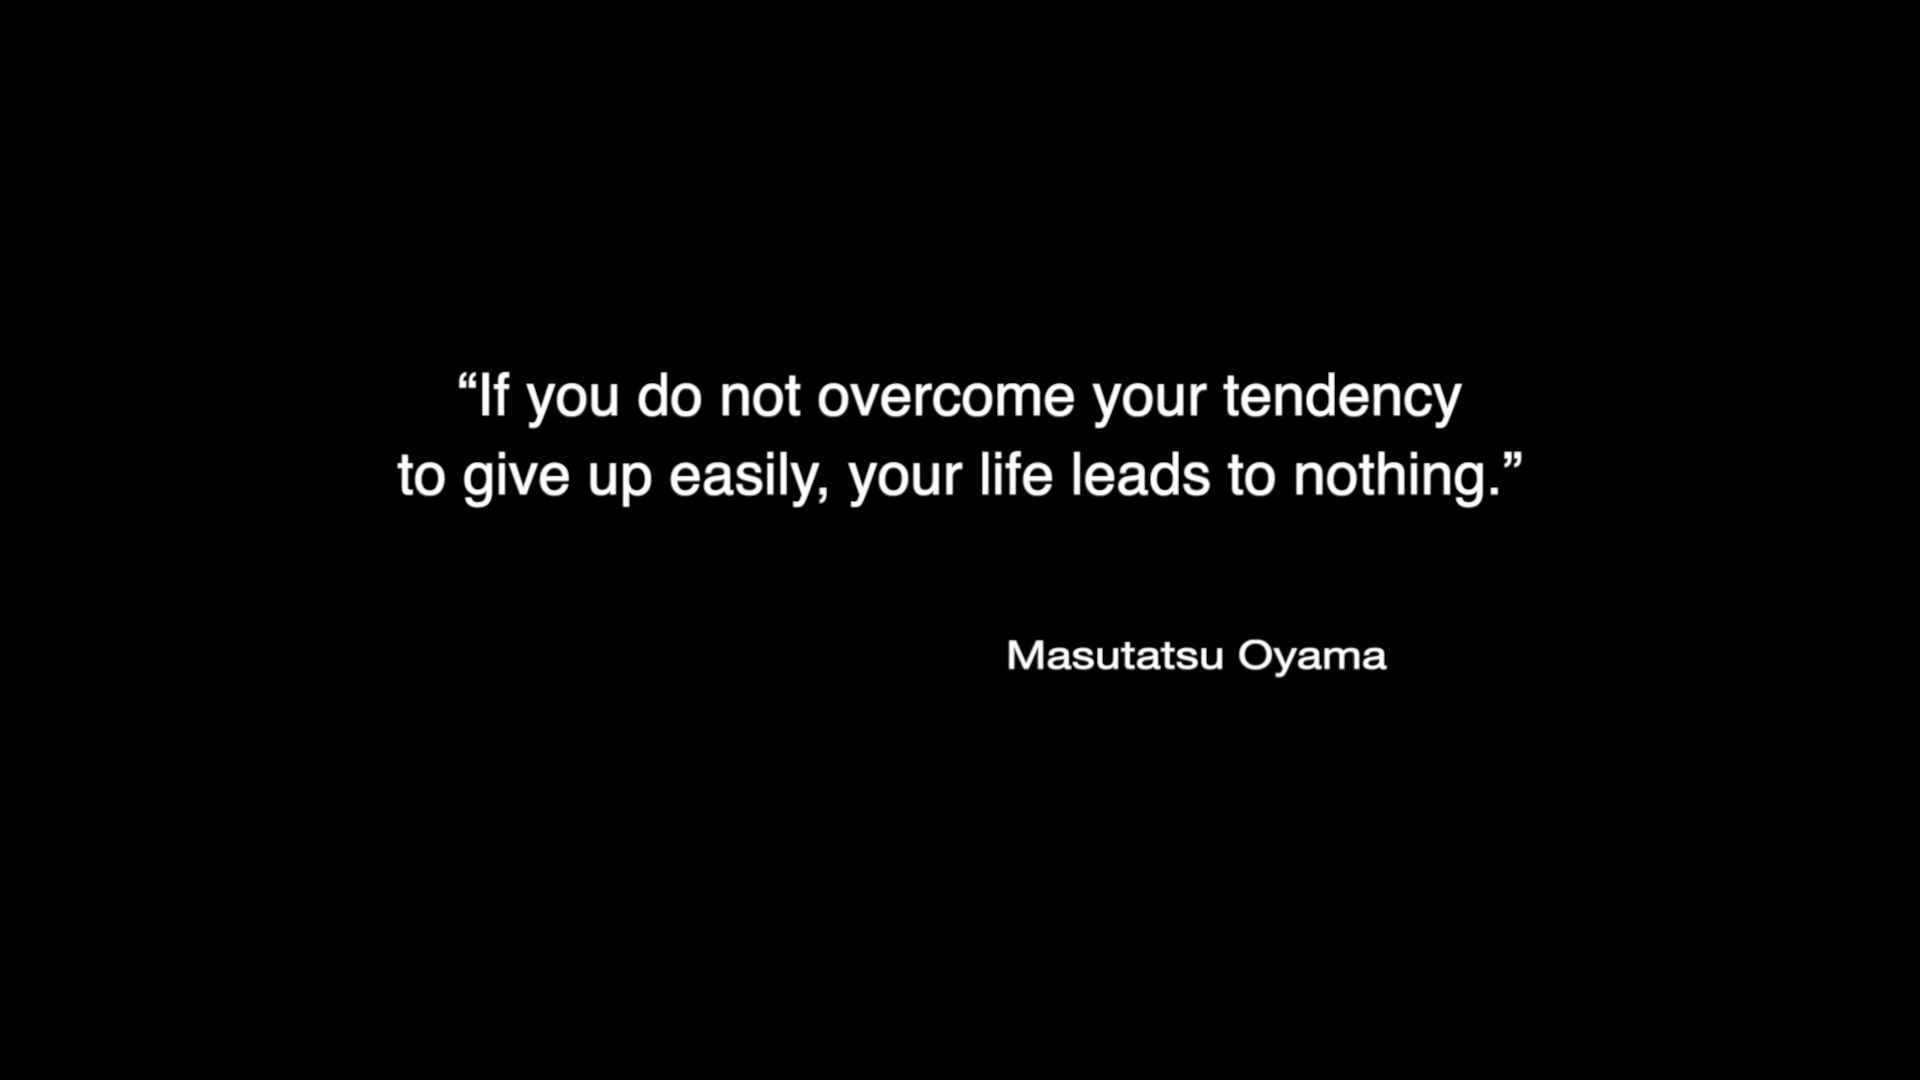 “If you do not overcome your tendency
to give up easily, your life leads to nothing.”
Masutatsu Oyama